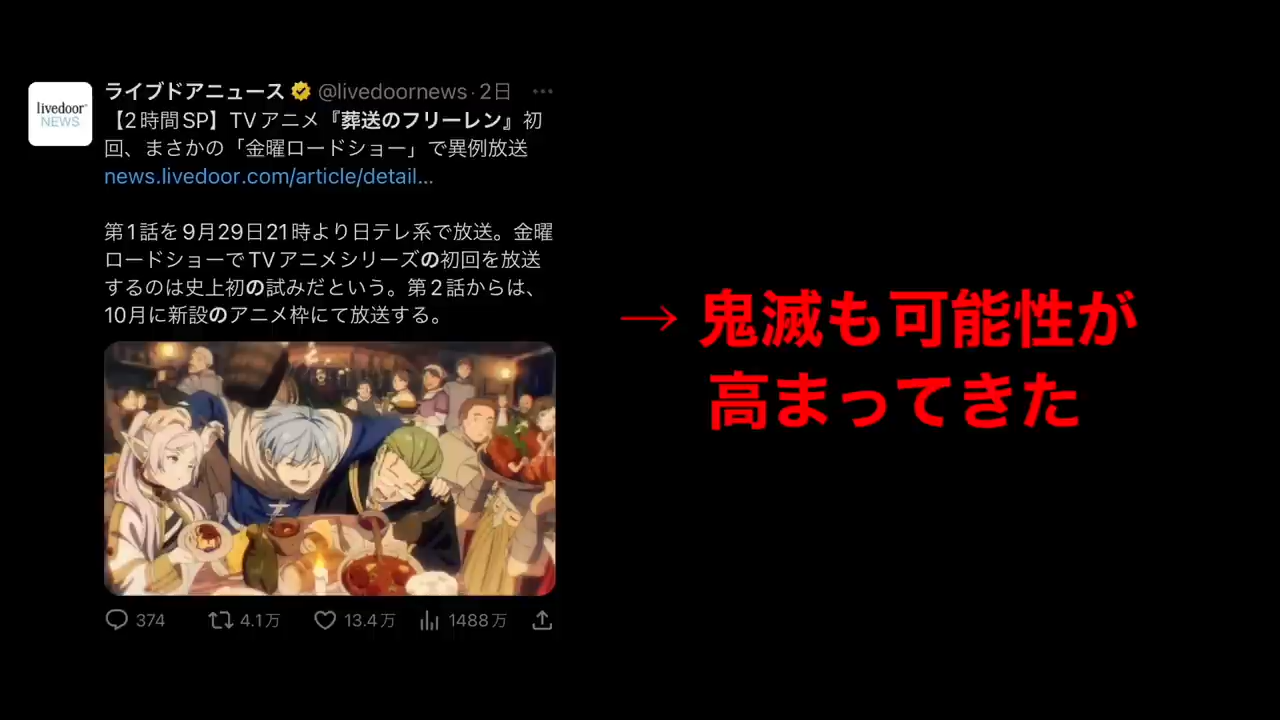 livedoor
NEWS
ライブドアニュース @livedoornews · 2日 …
【2時間SP】TVアニメ『葬送のフリーレン』初
回、まさかの「金曜ロードショー」で異例放送
news.livedoor.com/article/detail...
第1話を9月29日21時より日テレ系で放送。金曜
ロードショーでTVアニメシリーズの初回を放送
するのは史上初の試みだという。第2話からは、
10月に新設のアニメ枠にて放送する。
374 4.1万 13.4万 1488万
→ 鬼滅も可能性が
高まってきた